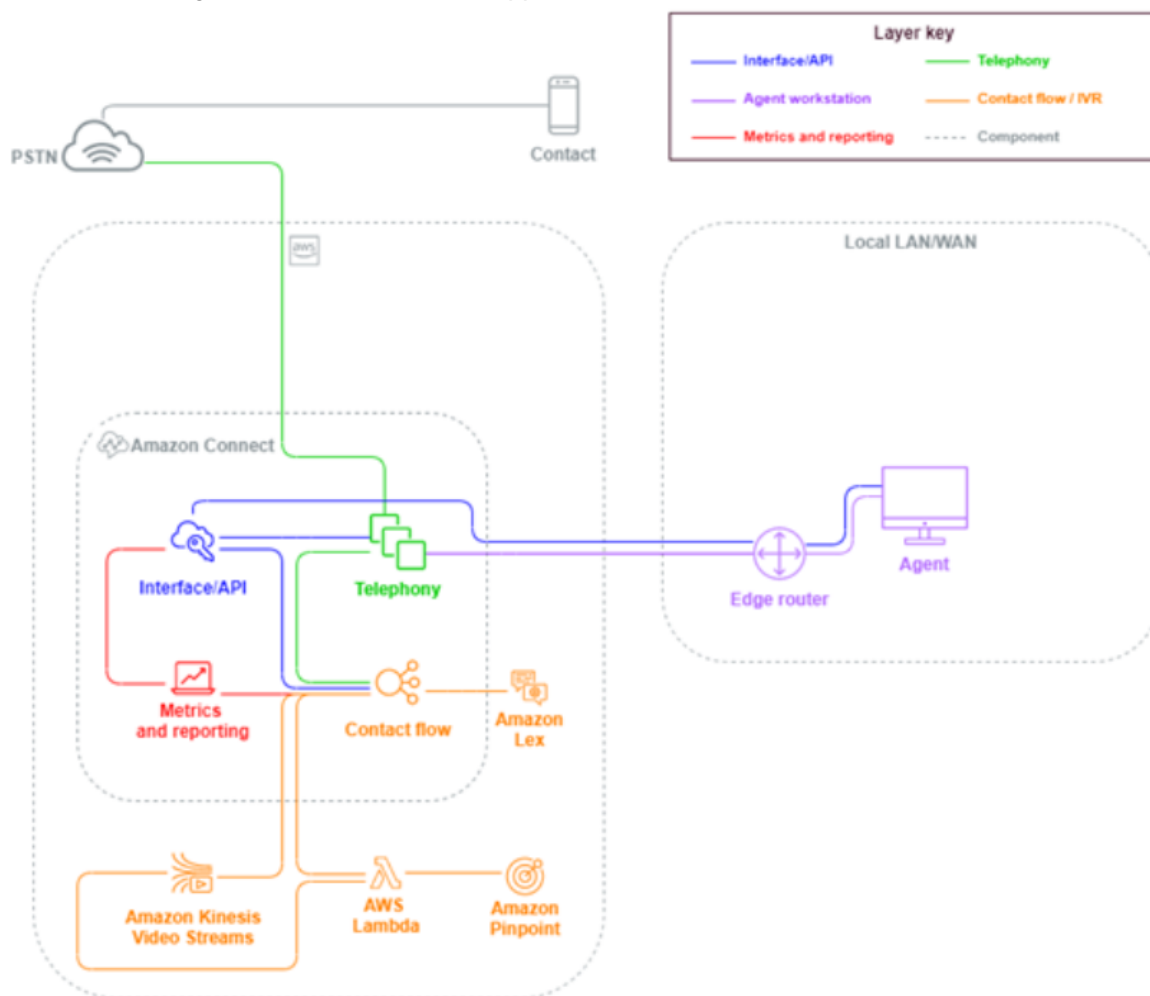 Layer key
Interface/API
Telephony
Agent workstation
Contact flow / IVR
Metrics and reporting
Component
PSTN
Contact
aws
Local LAN/WAN
Amazon Connect
Interface/API
Telephony
Edge router
Agent
Metrics
and reporting
Contact flow
Amazon
Lex
Amazon Kinesis
Video Streams
AWS
Lambda
Amazon
Pinpoint